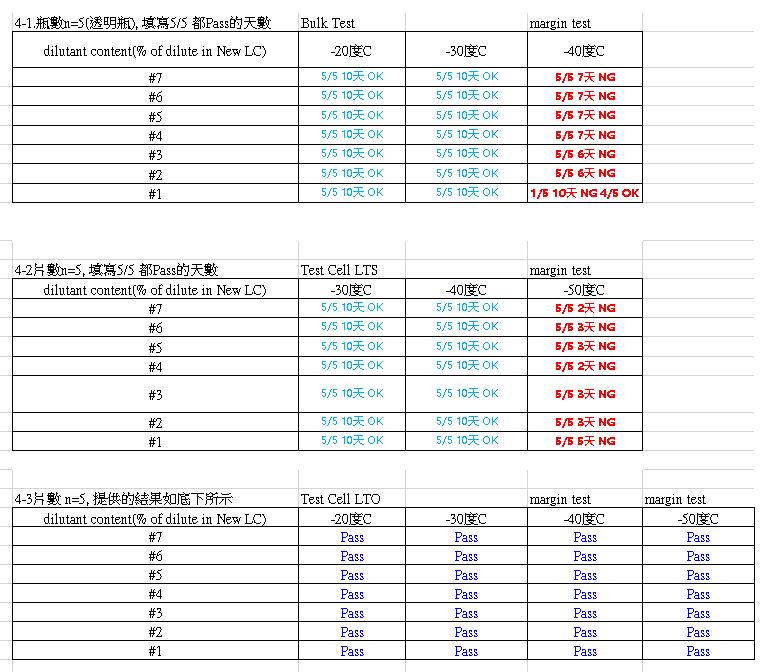 4-1.瓶數n=5(透明瓶), 填寫5/5 都Pass的天數 Bulk Test margin test
dilutant content(% of dilute in New LC) -20度C -30度C -40度C
#7 5/5 10天 OK 5/5 10天 OK 5/5 7天 NG
#6 5/5 10天 OK 5/5 10天 OK 5/5 7天 NG
#5 5/5 10天 OK 5/5 10天 OK 5/5 7天 NG
#4 5/5 10天 OK 5/5 10天 OK 5/5 7天 NG
#3 5/5 10天 OK 5/5 10天 OK 5/5 6天 NG
#2 5/5 10天 OK 5/5 10天 OK 5/5 6天 NG
#1 5/5 10天 OK 5/5 10天 OK 1/5 10天 NG 4/5 OK
4-2片數n=5, 填寫5/5 都Pass的天數 Test Cell LTS margin test
dilutant content(% of dilute in New LC) -30度C -40度C -50度C
#7 5/5 10天 OK 5/5 10天 OK 5/5 2天 NG
#6 5/5 10天 OK 5/5 10天 OK 5/5 3天 NG
#5 5/5 10天 OK 5/5 10天 OK 5/5 3天 NG
#4 5/5 10天 OK 5/5 10天 OK 5/5 2天 NG
#3 5/5 10天 OK 5/5 10天 OK 5/5 3天 NG
#2 5/5 10天 OK 5/5 10天 OK 5/5 3天 NG
#1 5/5 10天 OK 5/5 10天 OK 5/5 5天 NG
4-3片數 n=5, 提供的結果如底下所示 Test Cell LTO margin test margin test
dilutant content(% of dilute in New LC) -20度C -30度C -40度C -50度C
#7 Pass Pass Pass Pass
#6 Pass Pass Pass Pass
#5 Pass Pass Pass Pass
#4 Pass Pass Pass Pass
#3 Pass Pass Pass Pass
#2 Pass Pass Pass Pass
#1 Pass Pass Pass Pass